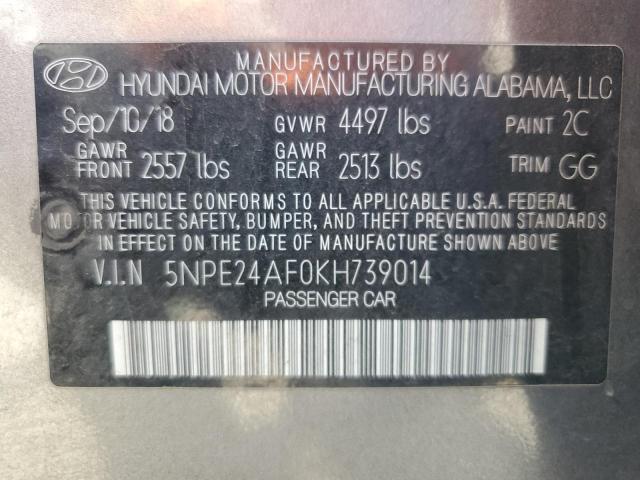 MANUFACTURED BY
HYUNDAI MOTOR MANUFACTURING ALABAMA, LLC
Sep/10/18 GVWR 4497 lbs PAINT 2C
GAWR FRONT 2557 lbs GAWR REAR 2513 lbs TRIM GG
THIS VEHICLE CONFORMS TO ALL APPLICABLE U.S.A. FEDERAL
MOTOR VEHICLE SAFETY, BUMPER, AND THEFT PREVENTION STANDARDS
IN EFFECT ON THE DATE OF MANUFACTURE SHOWN ABOVE
V.I.N 5NPE24AF0KH739014
PASSENGER CAR